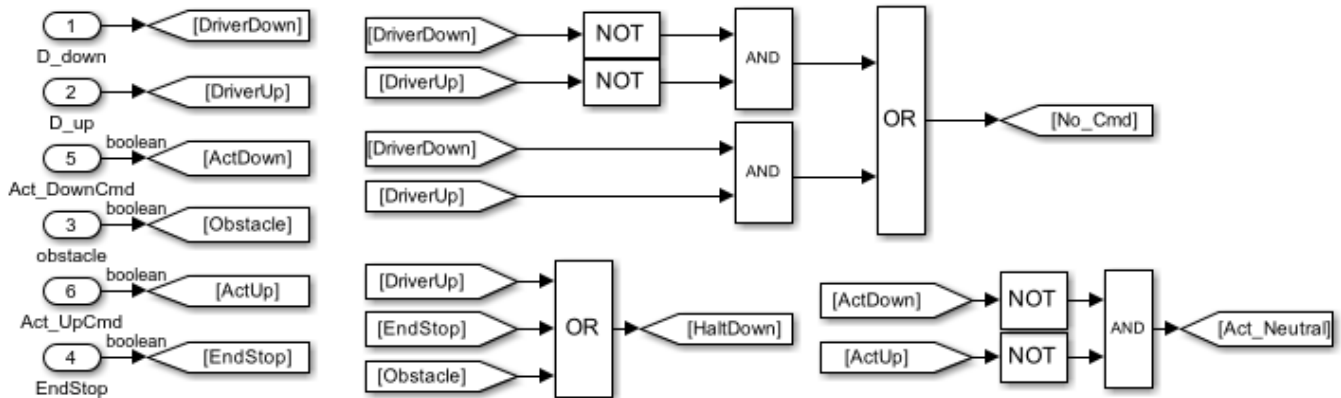 1
[DriverDown]
D_down
2
[DriverUp]
D_up
boolean
5
[ActDown]
Act_DownCmd
boolean
3
[Obstacle]
obstacle
boolean
6
[ActUp]
Act_UpCmd
boolean
4
[EndStop]
EndStop
[DriverDown]
NOT
[DriverUp]
NOT
AND
[DriverDown]
[DriverUp]
AND
OR
[No_Cmd]
[DriverUp]
[EndStop]
[Obstacle]
OR
[HaltDown]
[ActDown]
NOT
[ActUp]
NOT
AND
[Act_Neutral]